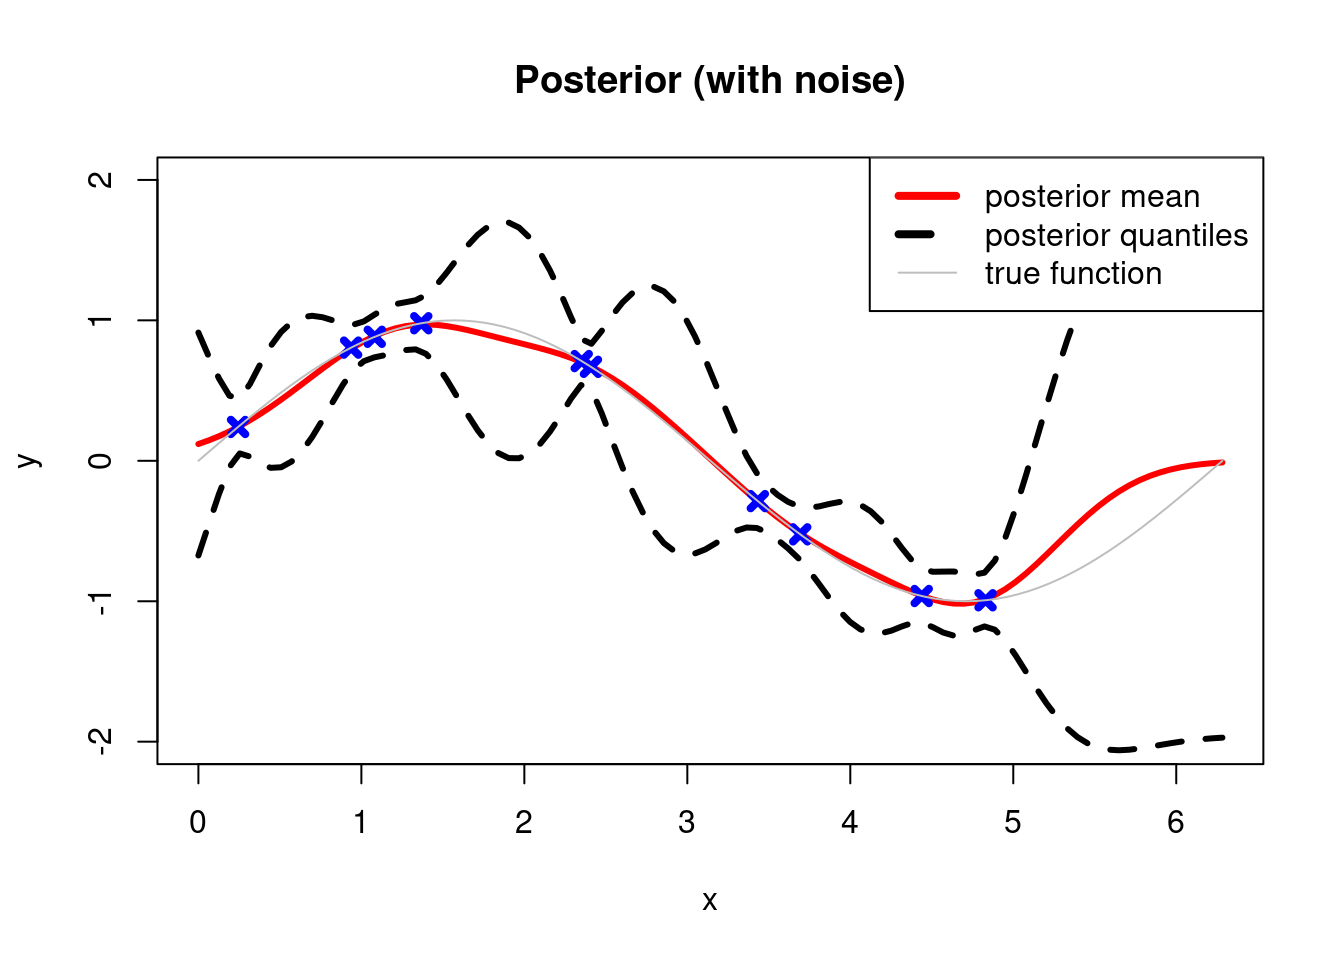 Posterior (with noise)
posterior mean
posterior quantiles
true function
y
2
1
0
-1
-2
0 1 2 3 4 5 6
x